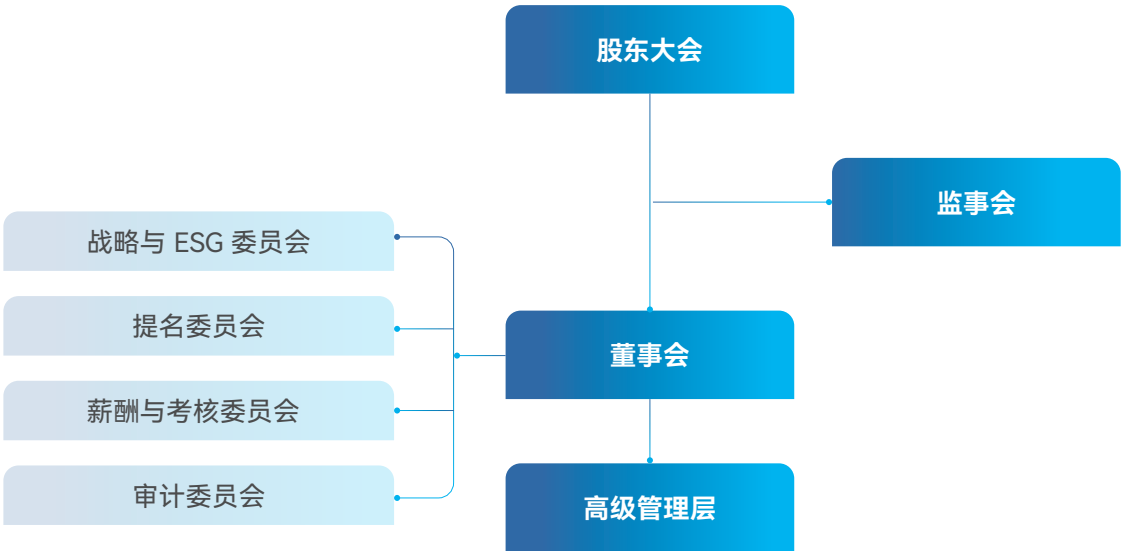 股东大会
监事会
战略与 ESG 委员会
提名委员会
董事会
薪酬与考核委员会
审计委员会
高级管理层